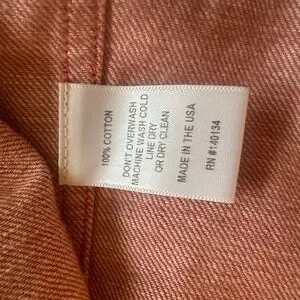 100% COTTON
DON'T OVERWASH
MACHINE WASH COLD
LINE DRY
OR DRY CLEAN
MADE IN THE USA
RN #140134